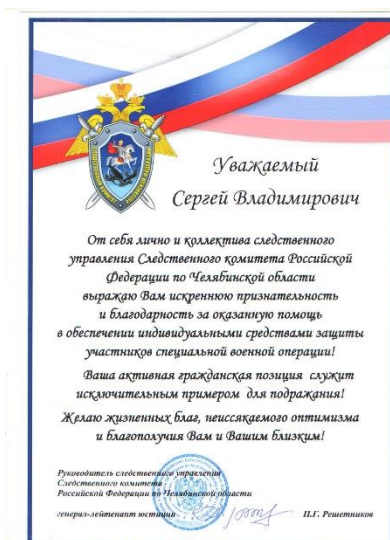 Уважаемый
Сергей Владимирович
От себя лично и коллектива следственного
управления Следственного комитета Российской
Федерации по Челябинской области
выражаю Вам искреннюю признательность
и благодарность за оказанную помощь
в обеспечении индивидуальными средствами защиты
участников специальной военной операции!
Ваша активная гражданская позиция служит
исключительным примером для подражания!
Желаю жизненных благ, неиссякаемого оптимизма
и благополучия Вам и Вашим близким!
Руководитель следственного управления
Следственного комитета
Российской Федерации по Челябинской области
генерал-лейтенант юстиции
П.Г. Решетников